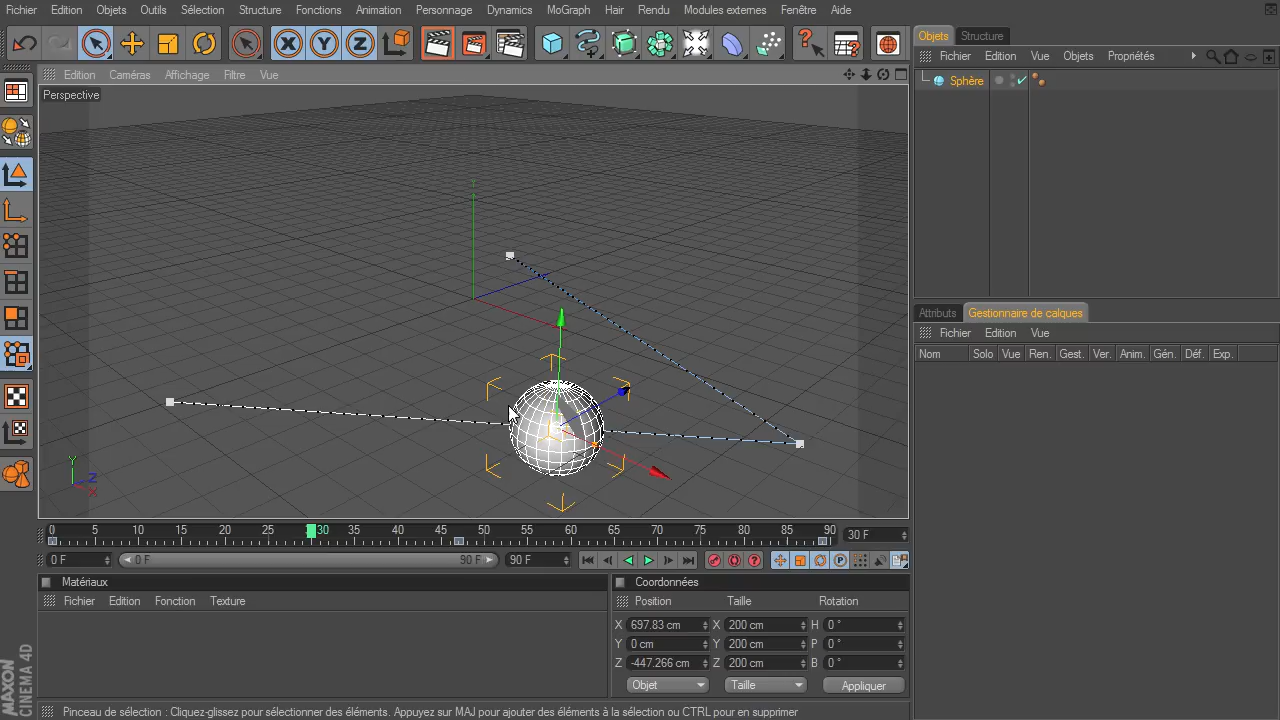 Fichier Edition Objets Outils Sélection Structure Fonctions Animation Personnage Dynamics MoGraph Hair Rendu Modules externes Fenêtre Aide
Objets Structure
Fichier Edition Vue Objets Propriétés
Sphère
Edition Caméras Affichage Filtre Vue
Perspective
Y
Y
Z
X
Attributs Gestionnaire de calques
Fichier Edition Vue
Nom Solo Vue Ren. Gest. Ver. Anim. Gén. Déf. Exp.
0 5 10 15 20 25 30 35 40 45 50 55 60 65 70 75 80 85 90
30 F
0 F 0 F 90 F 90 F
Matériaux
Fichier Edition Fonction Texture
Coordonnées
Position Taille Rotation
X 697.83 cm X 200 cm H 0 °
Y 0 cm Y 200 cm P 0 °
Z -447.266 cm Z 200 cm B 0 °
Objet Taille Appliquer
MAXON
CINEMA 4D
Pinceau de sélection : Cliquez-glissez pour sélectionner des éléments. Appuyez sur MAJ pour ajouter des éléments à la sélection ou CTRL pour en supprimer